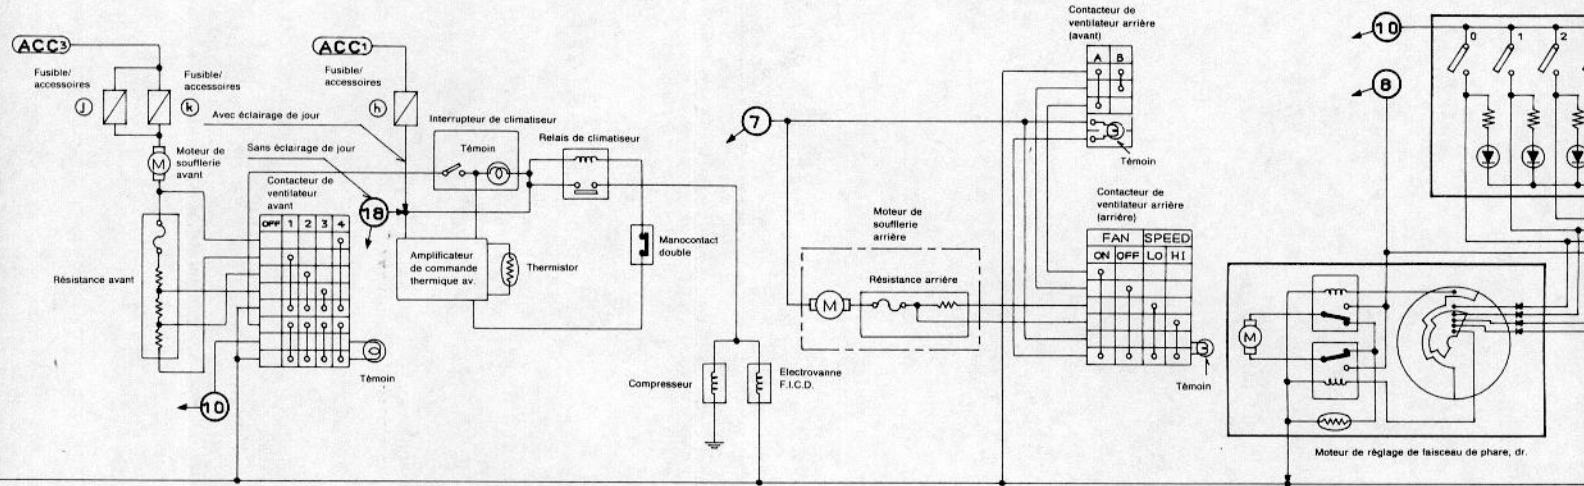 ACC3
Fusible/
accessoires
j
Fusible/
accessoires
k
Moteur de
soufflerie
avant
M
Résistance avant
ACC1
Fusible/
accessoires
h
Avec éclairage de jour
Sans éclairage de jour
Contacteur de
ventilateur
avant
OFF 1 2 3 4
Témoin
10
18
Interrupteur de climatiseur
Témoin
Relais de climatiseur
Amplificateur
de commande
thermique av.
Thermistor
Manocontact
double
Compresseur
Electrovanne
F.I.C.D.
7
Moteur de
soufflerie
arrière
Résistance arrière
M
Contacteur de
ventilateur arrière
(avant)
A B
Témoin
Contacteur de
ventilateur arrière
(arrière)
FAN SPEED
ON OFF LO HI
Témoin
10
8
0 1 2
M
Moteur de règlage de faisceau de phare, dr.